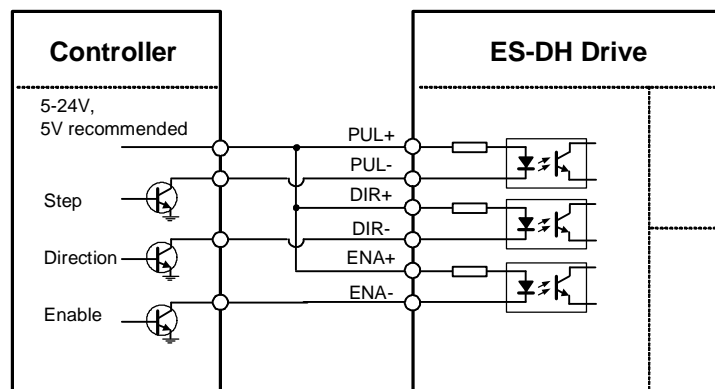 Controller
ES-DH Drive
5-24V,
5V recommended
PUL+
PUL-
Step
DIR+
DIR-
Direction
ENA+
ENA-
Enable